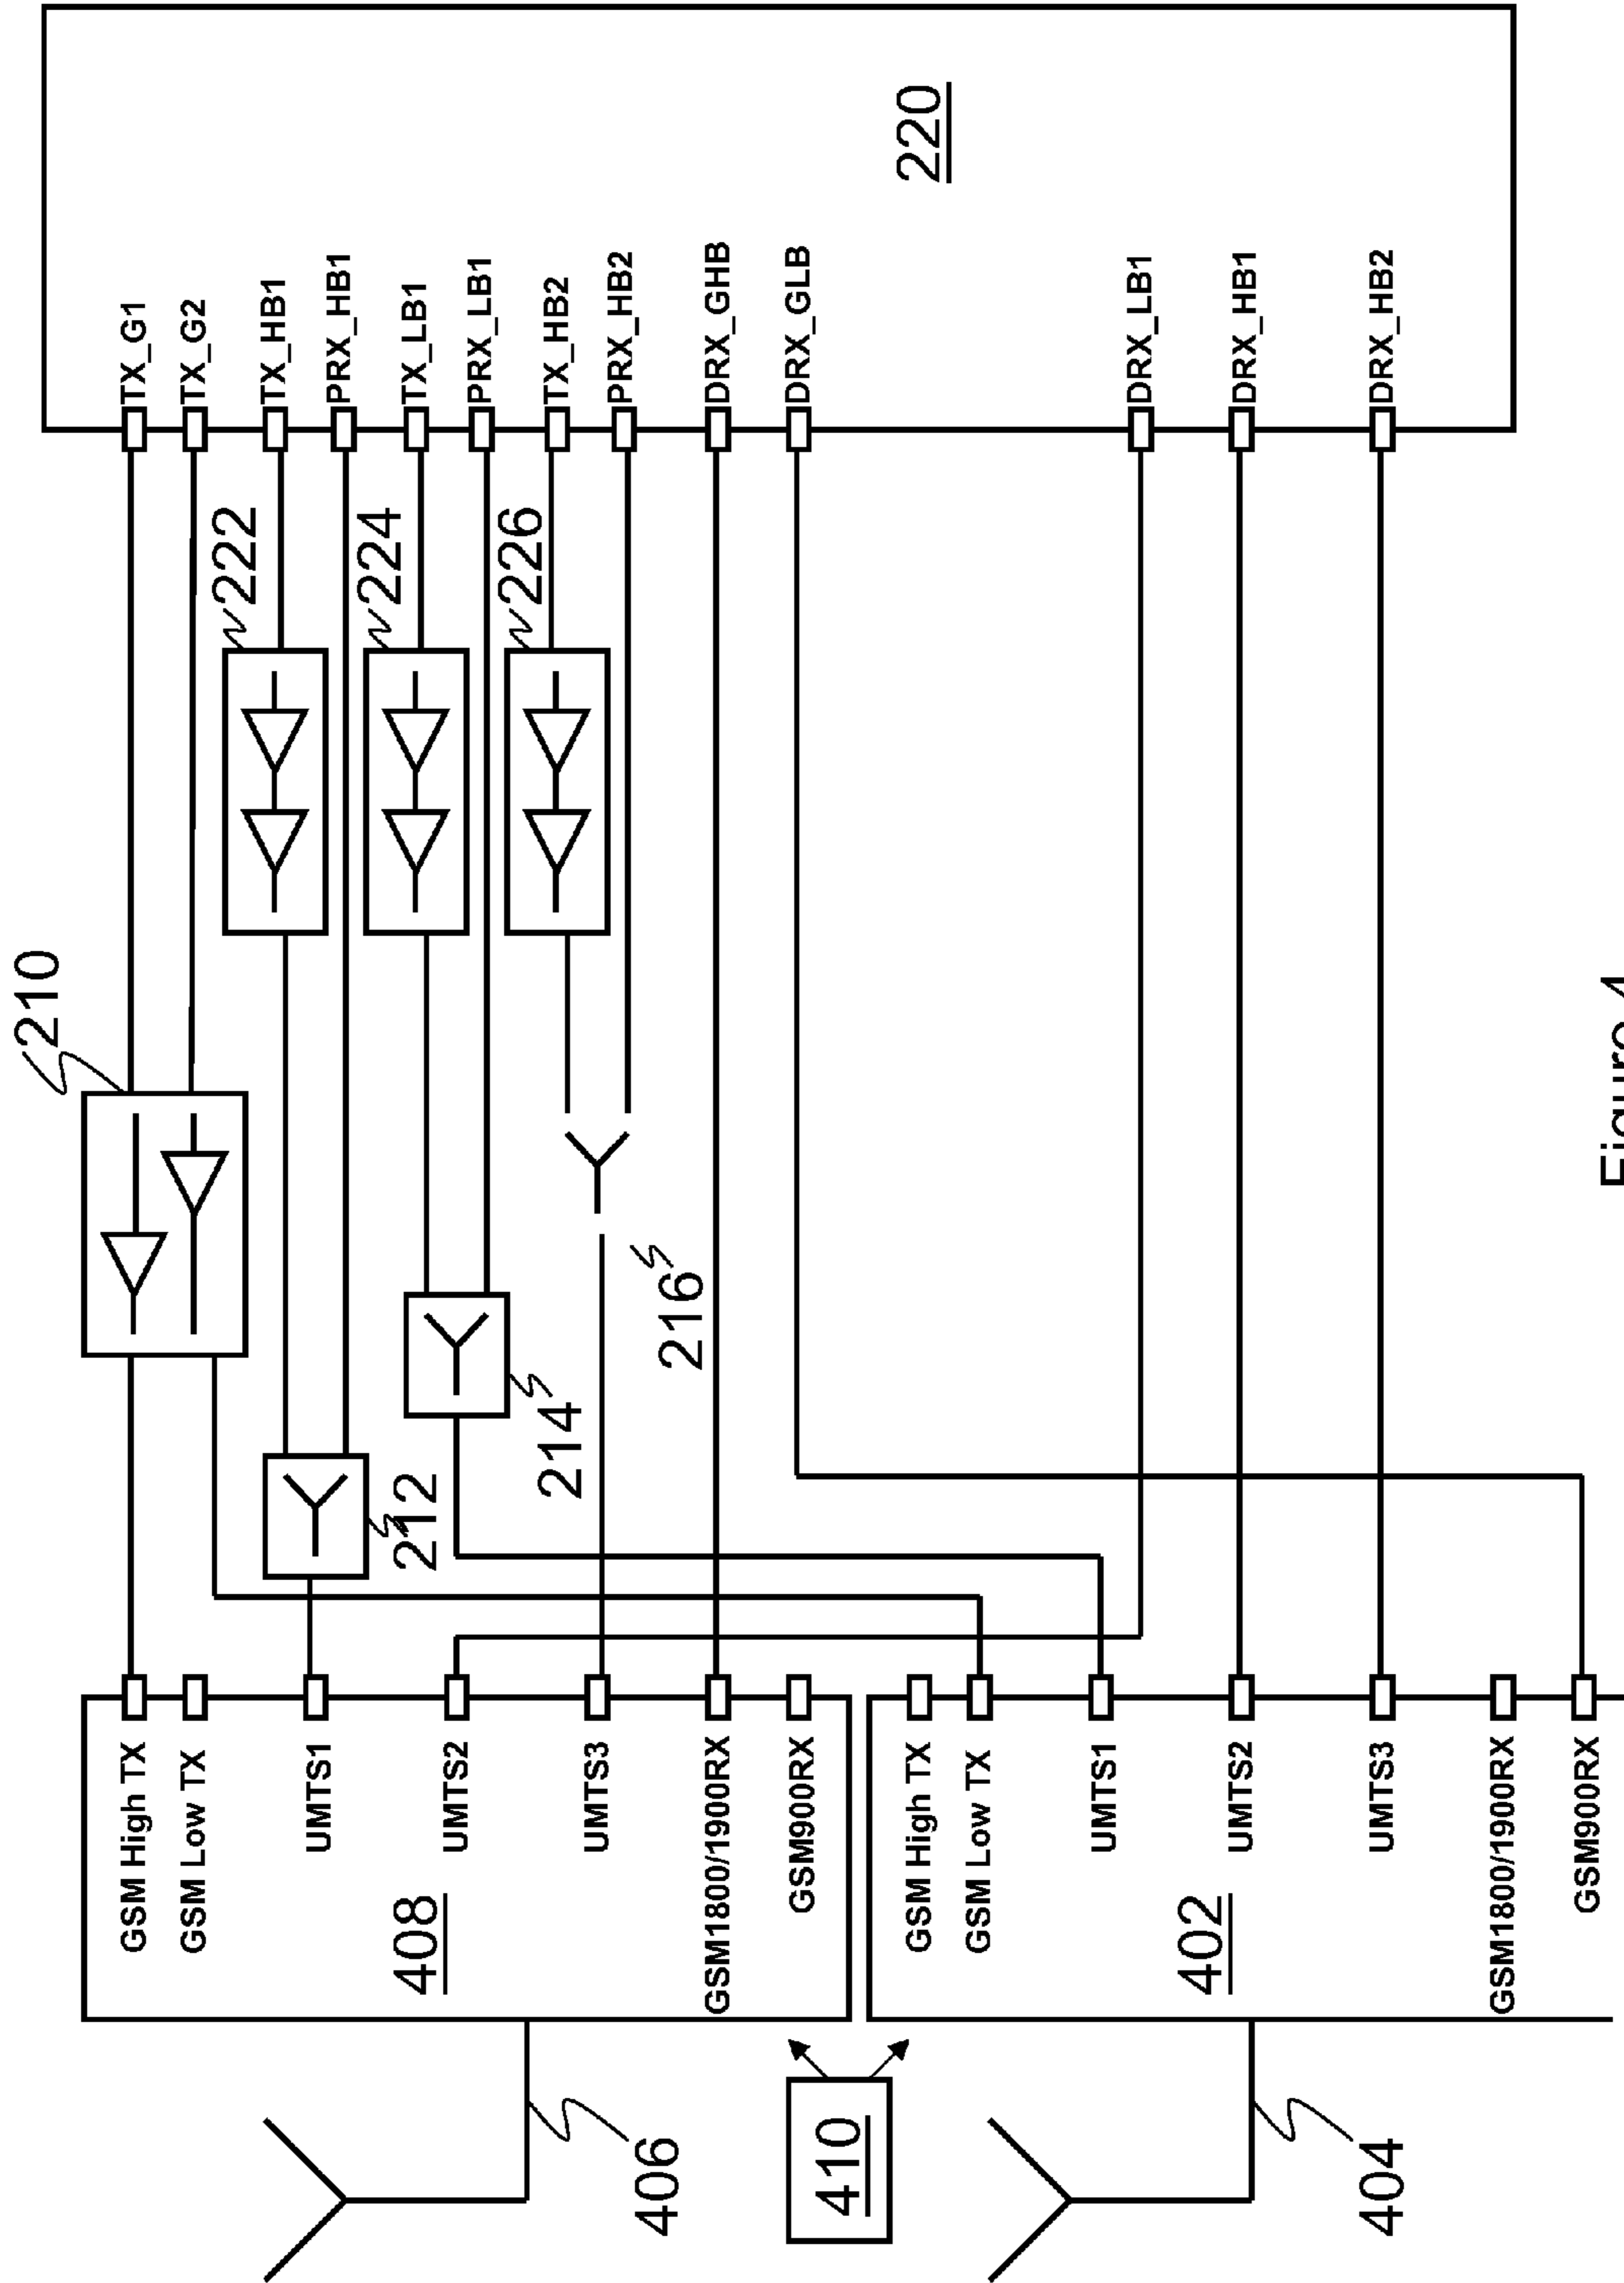 220
TX_G1
TX_G2
TX_HB1
PRX_HB1
TX_LB1
PRX_LB1
TX_HB2
PRX_HB2
DRX_GHB
DRX_GLB
DRX_LB1
DRX_HB1
DRX_HB2
222
224
226
210
212
214
216
GSM High TX
GSM Low TX
UMTS1
UMTS2
UMTS3
GSM1800/1900RX
GSM900RX
408
GSM High TX
GSM Low TX
UMTS1
UMTS2
UMTS3
GSM1800/1900RX
GSM900RX
402
406
410
404
Figure 4